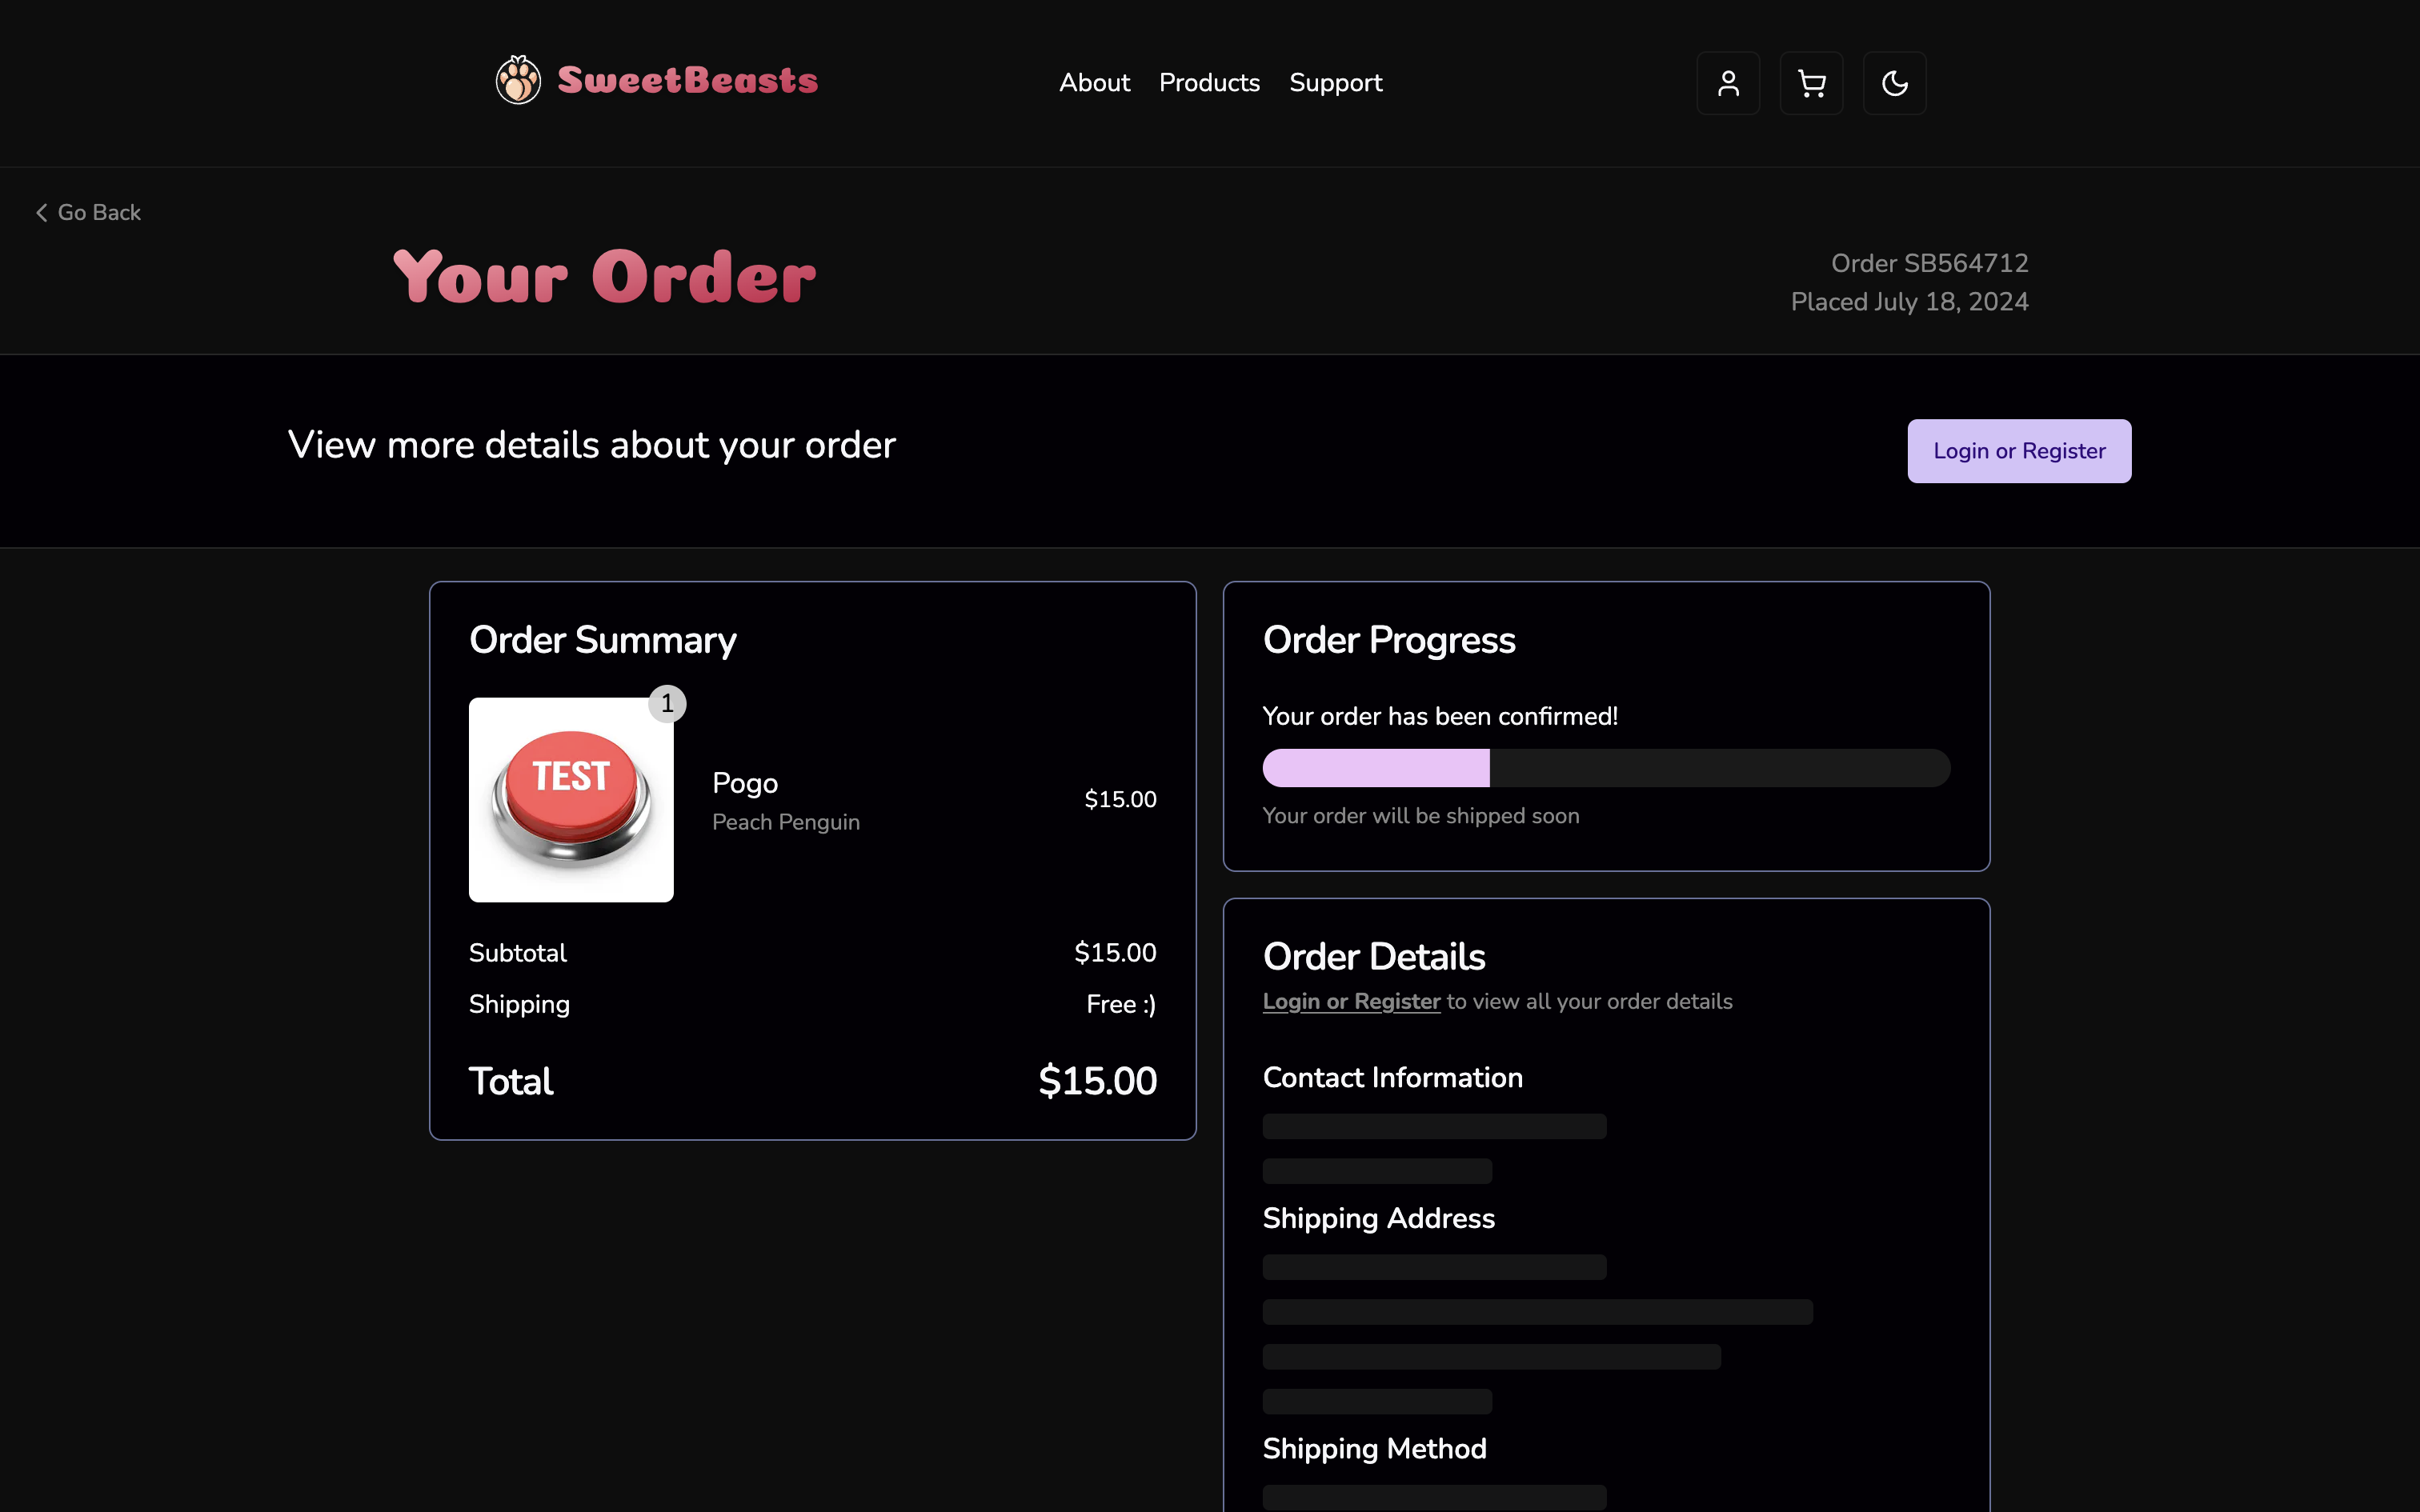 SweetBeasts
About Products Support
Go Back
Your Order
Order SB564712
Placed July 18, 2024
View more details about your order
Login or Register
Order Summary
1
TEST
Pogo
Peach Penguin
$15.00
Subtotal $15.00
Shipping Free :)
Total $15.00
Order Progress
Your order has been confirmed!
Your order will be shipped soon
Order Details
Login or Register to view all your order details
Contact Information
Shipping Address
Shipping Method